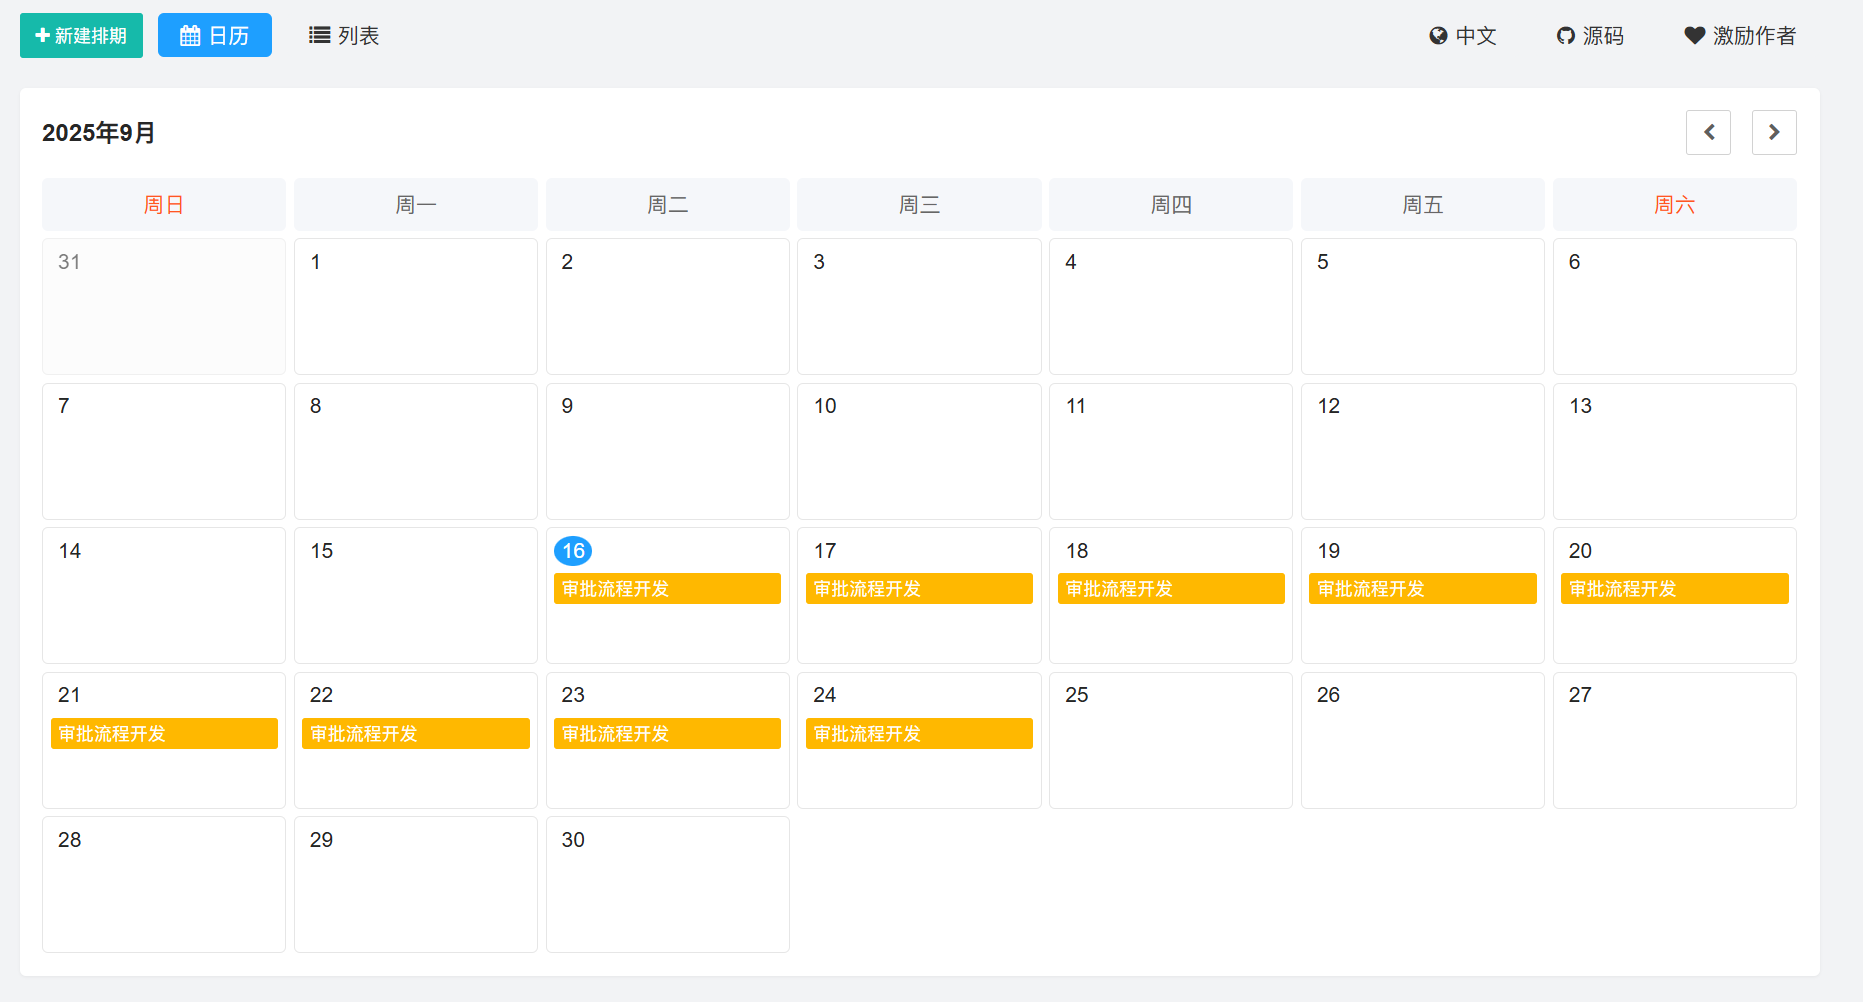 新建排期 日历 列表 中文 源码 激励作者
2025年9月
周日 周一 周二 周三 周四 周五 周六
31 1 2 3 4 5 6
7 8 9 10 11 12 13
14 15 16 17 18 19 20
审批流程开发 审批流程开发 审批流程开发 审批流程开发 审批流程开发
21 22 23 24 25 26 27
审批流程开发 审批流程开发 审批流程开发 审批流程开发
28 29 30